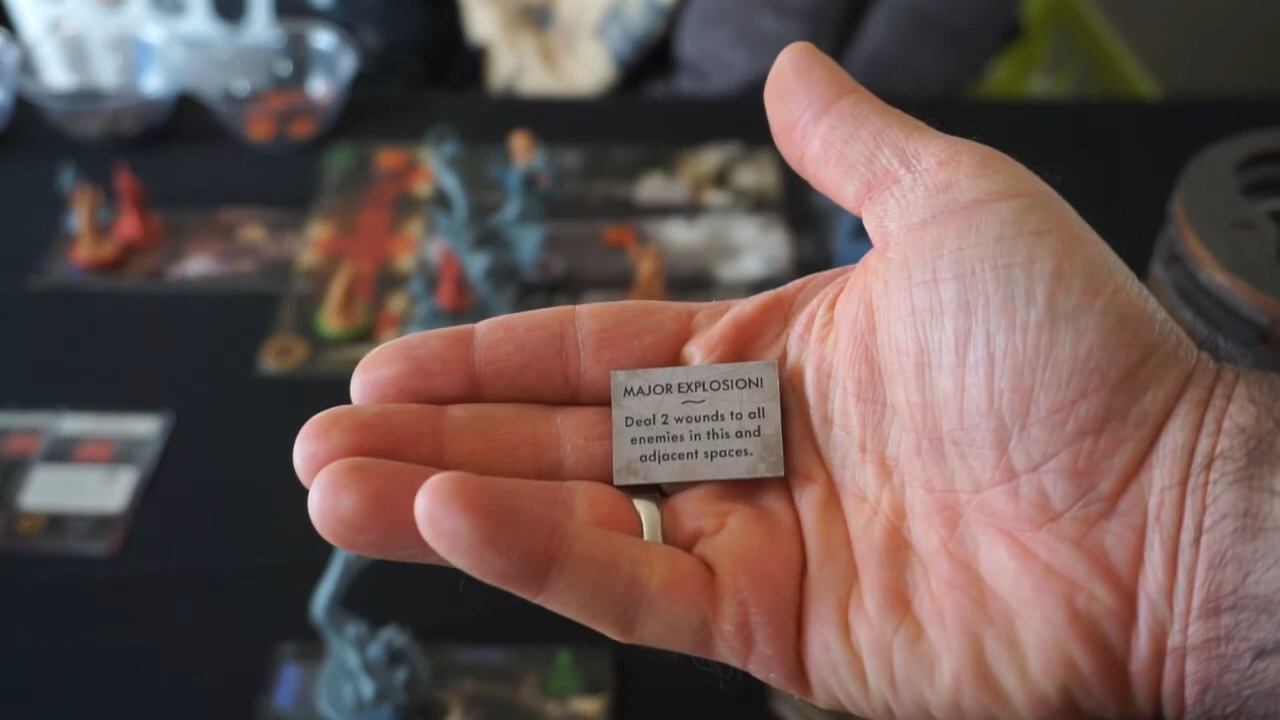 MAJOR EXPLOSION!
Deal 2 wounds to all
enemies in this and
adjacent spaces.